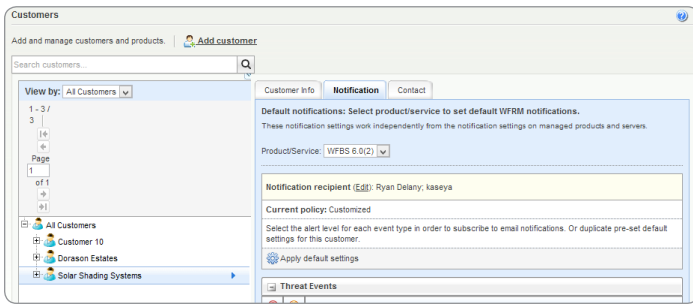 Customers
Add and manage customers and products.
Add customer
Search customers...
View by: All Customers
1 - 3 /
3
Page
1
of 1
All Customers
Customer 10
Dorason Estates
Solar Shading Systems
Customer Info
Notification
Contact
Default notifications: Select product/service to set default WFRM notifications.
These notification settings work independently from the notification settings on managed products and servers.
Product/Service: WFBS 6.0(2)
Notification recipient (Edit): Ryan Delany; kaseya
Current policy: Customized
Select the alert level for each event type in order to subscribe to email notifications. Or duplicate pre-set default
settings for this customer.
Apply default settings
Threat Events